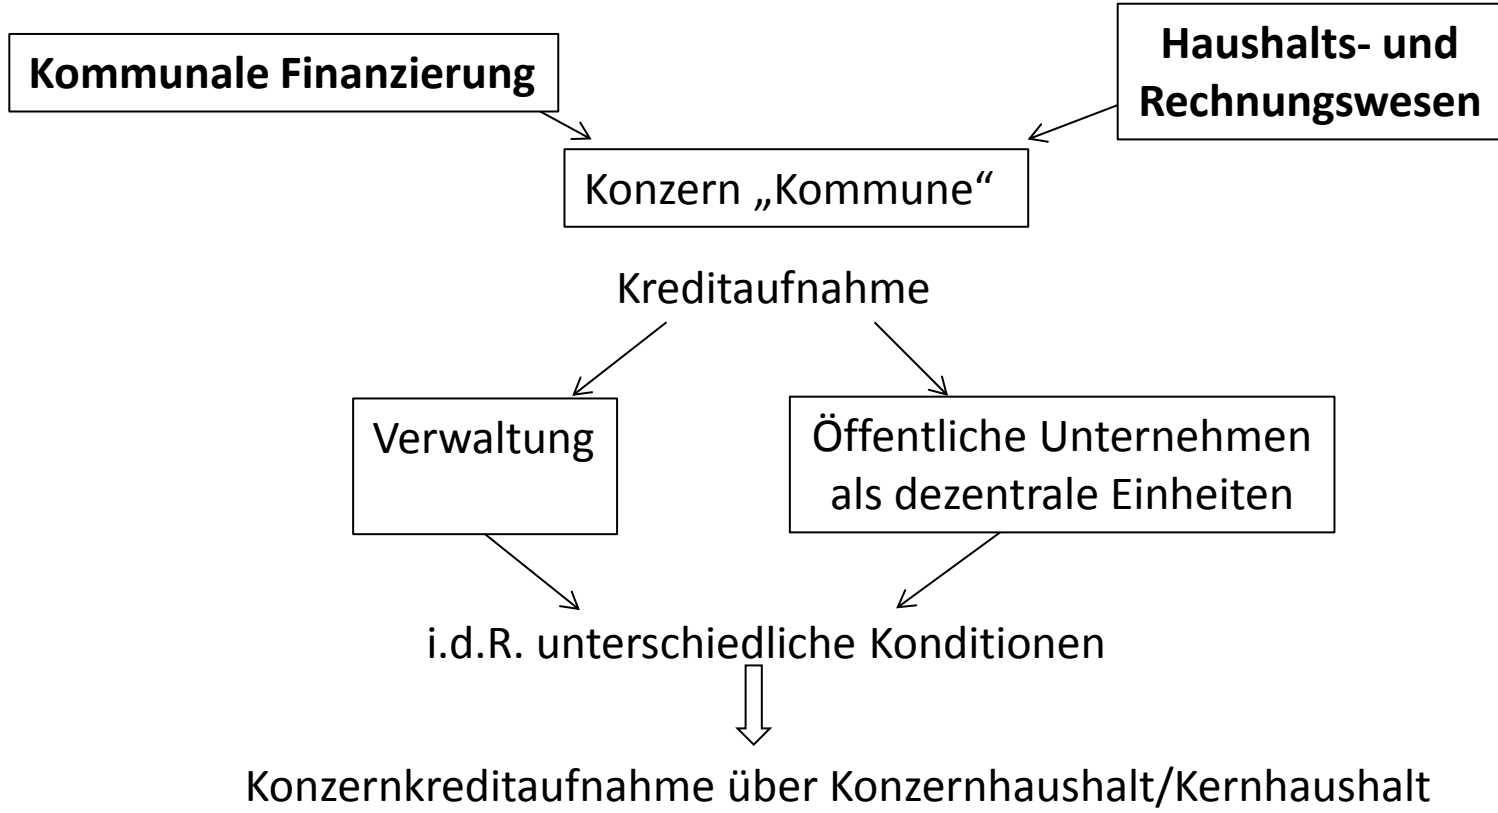 Kommunale Finanzierung
Haushalts- und
Rechnungswesen
Konzern „Kommune“
Kreditaufnahme
Verwaltung
Öffentliche Unternehmen
als dezentrale Einheiten
i.d.R. unterschiedliche Konditionen
Konzernkreditaufnahme über Konzernhaushalt/Kernhaushalt